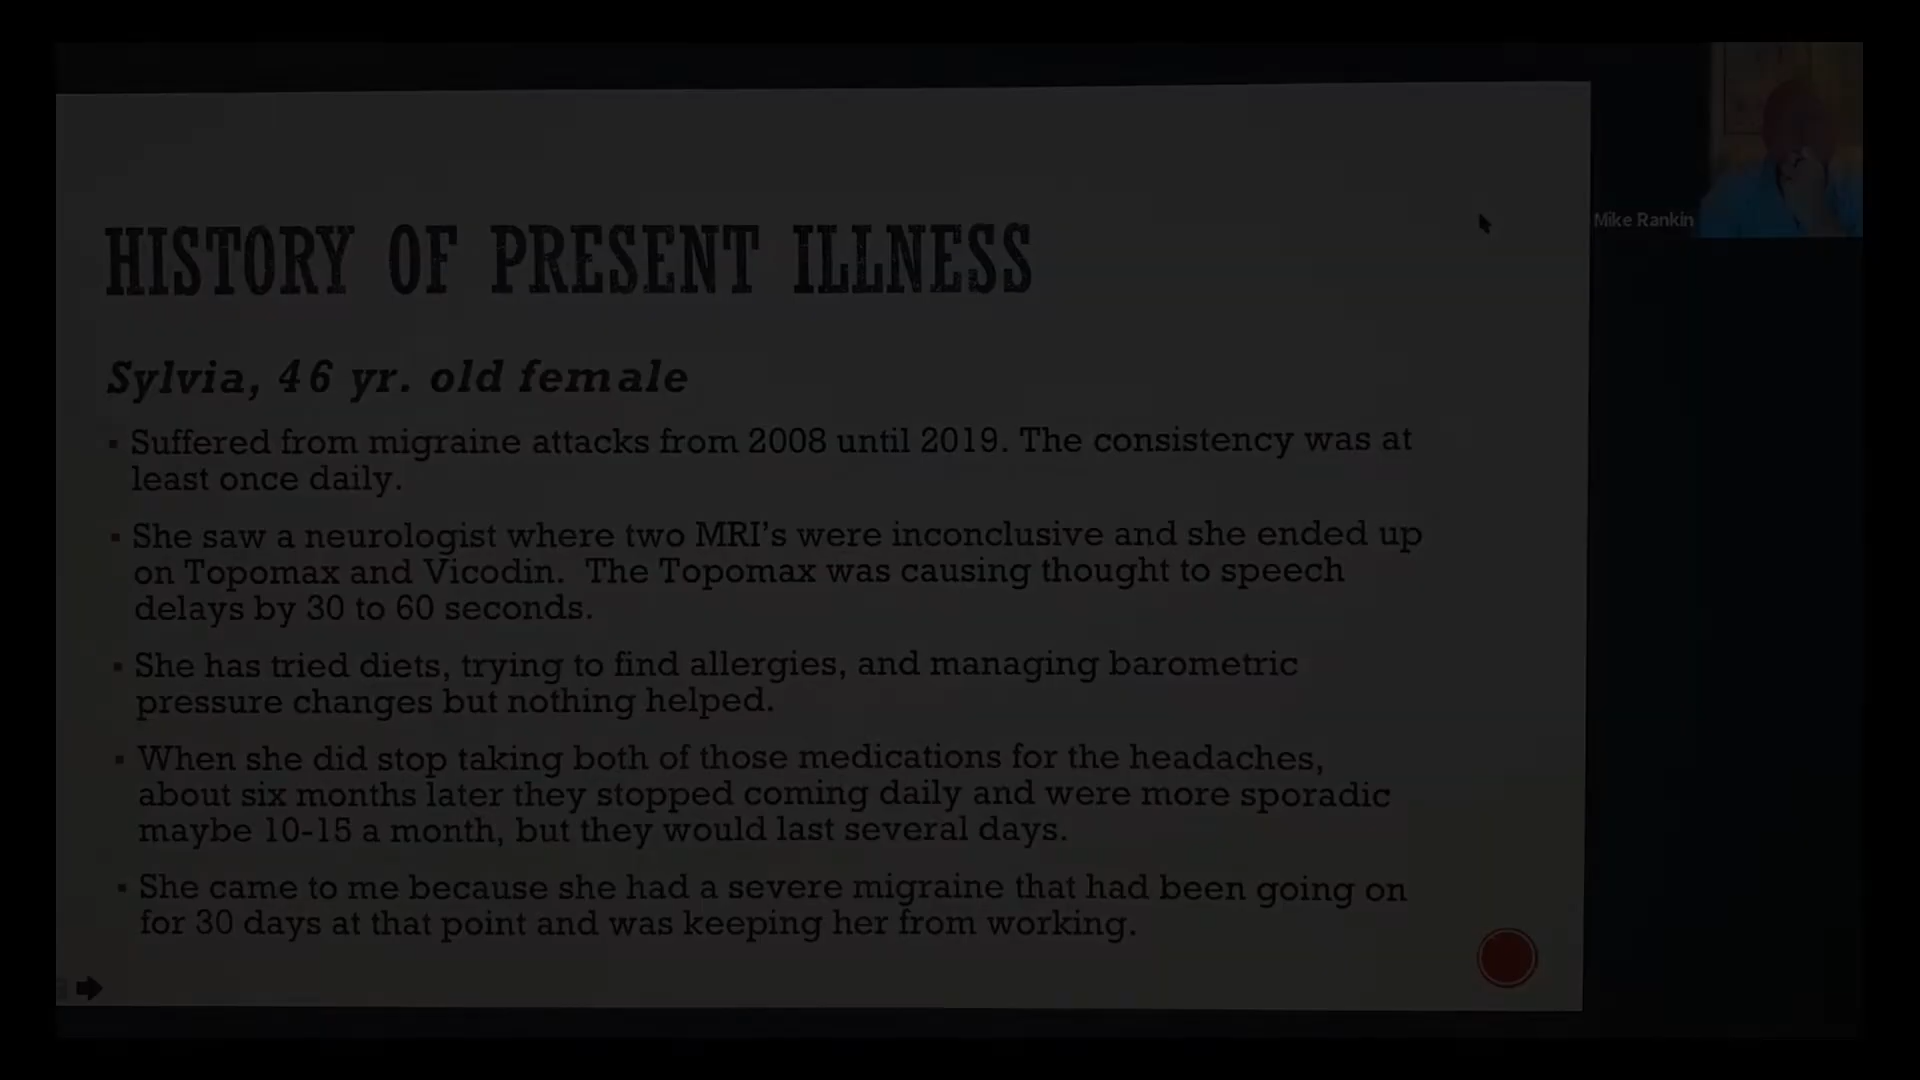 HISTORY OF PRESENT ILLNESS
Mike Rankin
Sylvia, 46 yr. old female
▪ Suffered from migraine attacks from 2008 until 2019. The consistency was at
least once daily.
▪ She saw a neurologist where two MRI's were inconclusive and she ended up
on Topomax and Vicodin. The Topomax was causing thought to speech
delays by 30 to 60 seconds.
▪ She has tried diets, trying to find allergies, and managing barometric
pressure changes but nothing helped.
▪ When she did stop taking both of those medications for the headaches,
about six months later they stopped coming daily and were more sporadic
maybe 10-15 a month, but they would last several days.
▪ She came to me because she had a severe migraine that had been going on
for 30 days at that point and was keeping her from working.